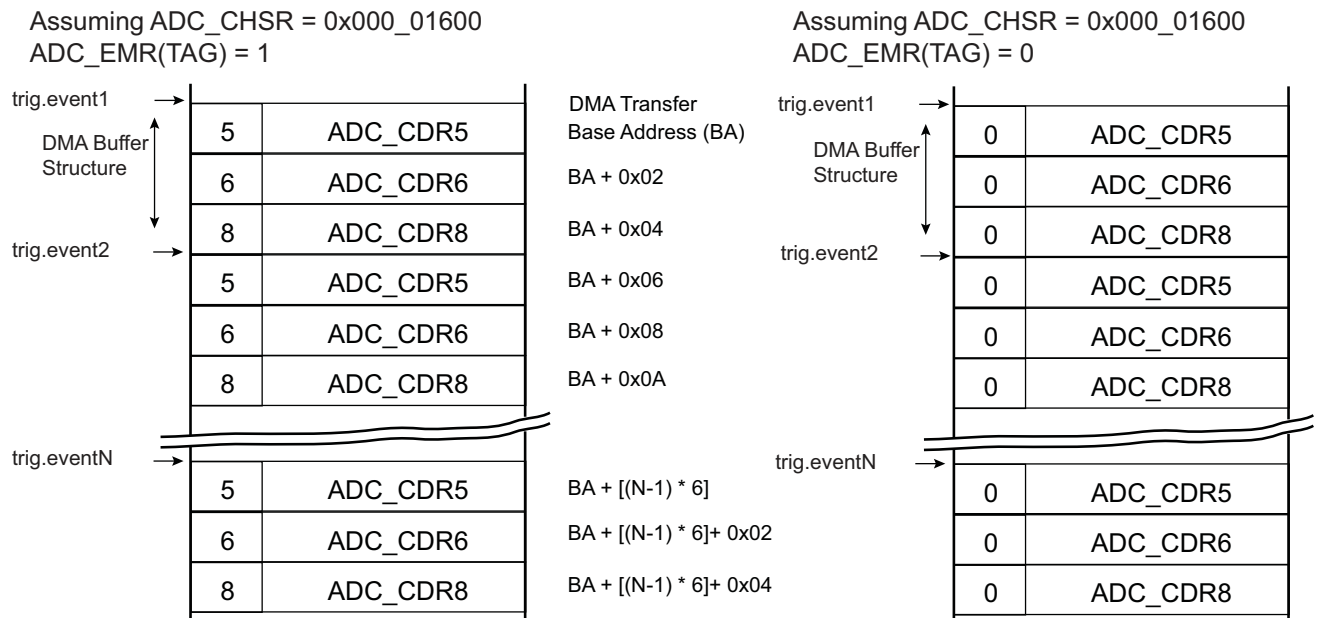 Assuming ADC_CHSR = 0x000_01600
ADC_EMR(TAG) = 1
trig.event1
DMA Buffer
Structure
trig.event2
trig.eventN
5 ADC_CDR5
6 ADC_CDR6
8 ADC_CDR8
5 ADC_CDR5
6 ADC_CDR6
8 ADC_CDR8
5 ADC_CDR5
6 ADC_CDR6
8 ADC_CDR8
DMA Transfer
Base Address (BA)
BA + 0x02
BA + 0x04
BA + 0x06
BA + 0x08
BA + 0x0A
BA + [(N-1) * 6]
BA + [(N-1) * 6]+ 0x02
BA + [(N-1) * 6]+ 0x04
Assuming ADC_CHSR = 0x000_01600
ADC_EMR(TAG) = 0
trig.event1
DMA Buffer
Structure
trig.event2
trig.eventN
0 ADC_CDR5
0 ADC_CDR6
0 ADC_CDR8
0 ADC_CDR5
0 ADC_CDR6
0 ADC_CDR8
0 ADC_CDR5
0 ADC_CDR6
0 ADC_CDR8